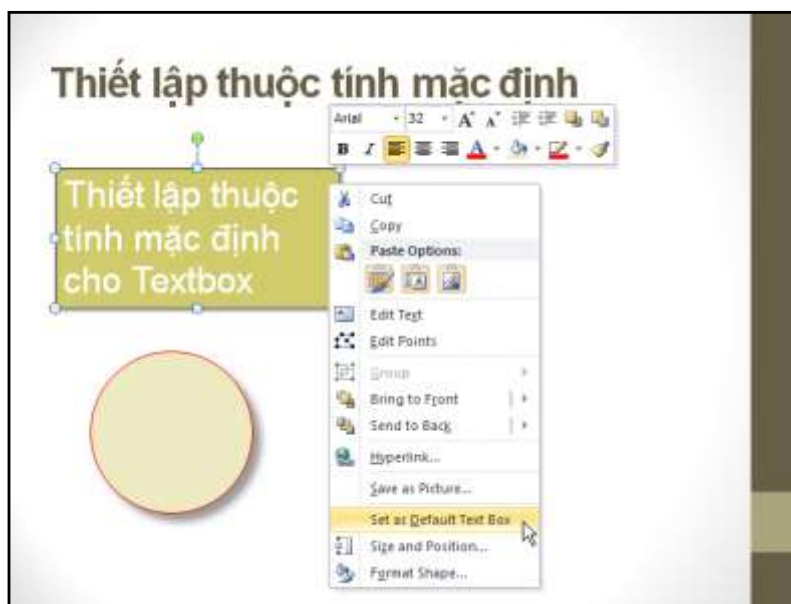 Thiết lập thuộc tính mặc định
Arial 32 A A
B I A
Thiết lập thuộc
tính mặc định
cho Textbox
Cut
Copy
Paste Options:
A
Edit Text
Edit Points
Group
Bring to Front
Send to Back
Hyperlink...
Save as Picture...
Set as Default Text Box
Size and Position...
Format Shape...